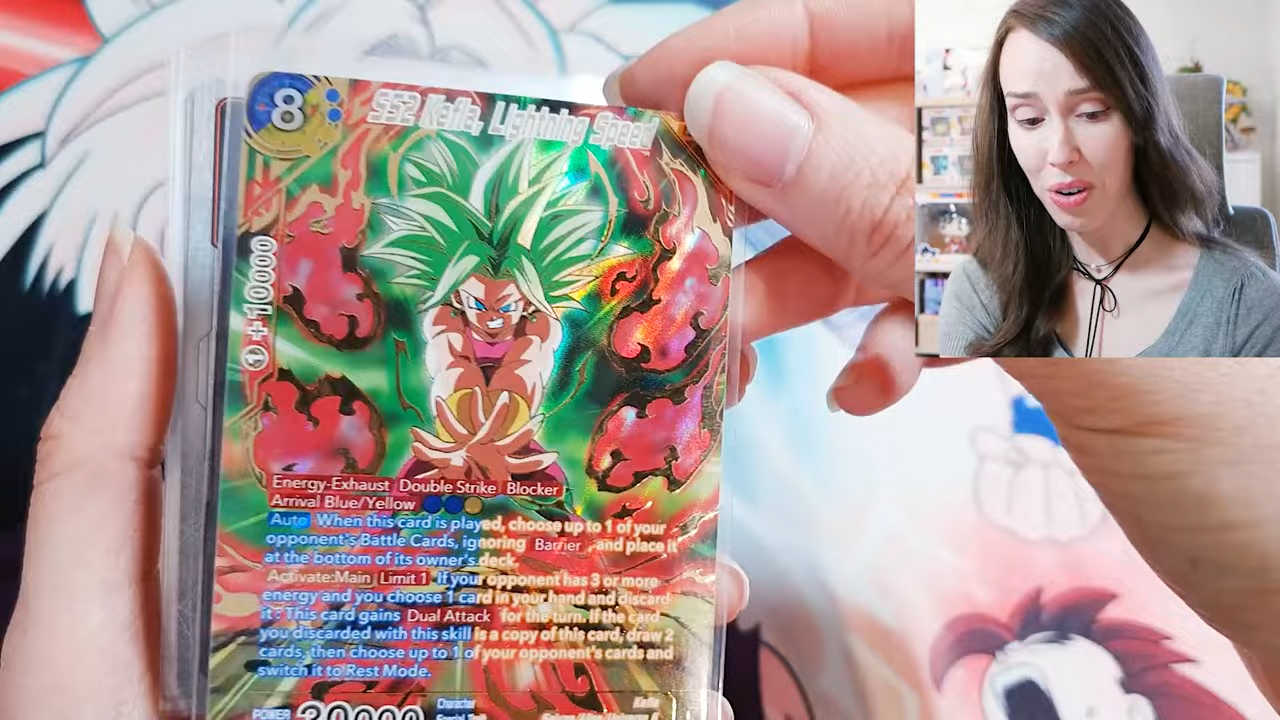 8
SS2 Kefla, Lightning Speed
1 +10000
Energy-Exhaust Double Strike Blocker
Arrival Blue/Yellow
Auto When this card is played, choose up to 1 of your
opponent's Battle Cards, ignoring Barrier, and place it
at the bottom of its owner's deck.
Activate:Main Limit 1 If your opponent has 3 or more
energy and you choose 1 card in your hand and discard
it : This card gains Dual Attack for the turn. If the card
you discarded with this skill is a copy of this card, draw 2
cards, then choose up to 1 of your opponent's cards and
switch it to Rest Mode.
POWER Character Kefla